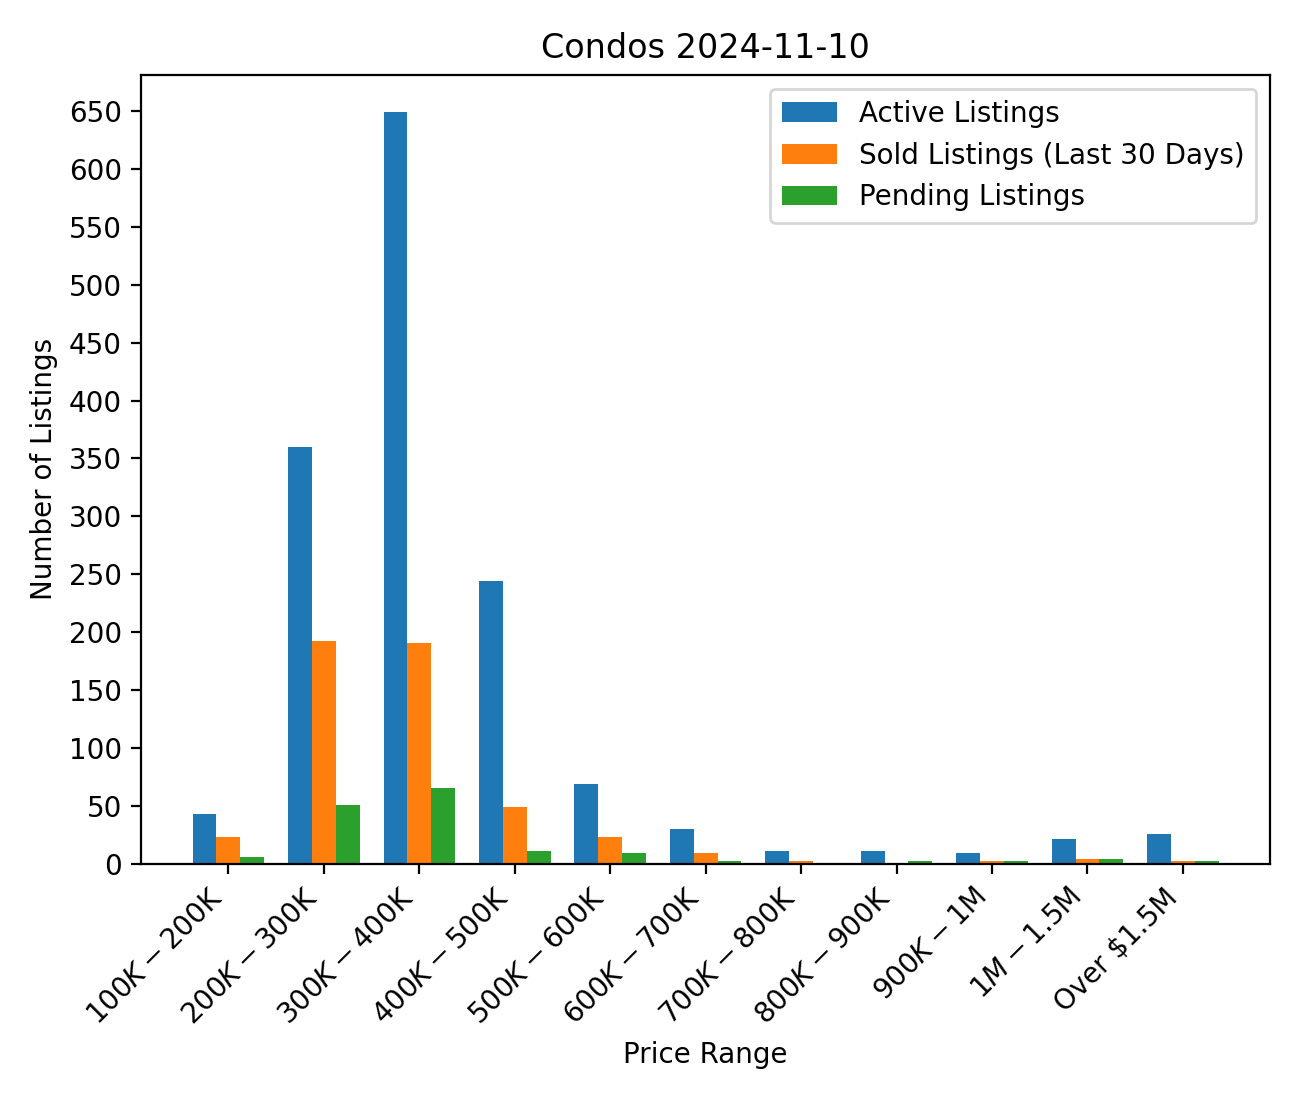 Condos 2024-11-10
Active Listings
Sold Listings (Last 30 Days)
Pending Listings
Number of Listings
650
600
550
500
450
400
350
300
250
200
150
100
50
0
100K − 200K
200K − 300K
300K − 400K
400K − 500K
500K − 600K
600K − 700K
700K − 800K
800K − 900K
900K − 1M
1M − 1.5M
Over $1.5M
Price Range